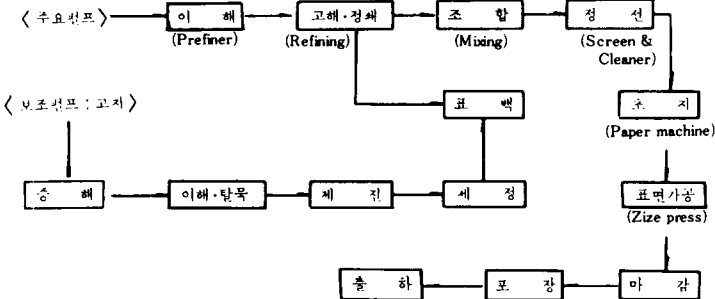 〈주요펄프〉
이 해
(Prefiner)
고해·정쇄
(Refining)
조 합
(Mixing)
정 선
(Screen &
Cleaner)
〈보조펄프 : 고지〉
표 백
초 지
(Paper machine)
증 해
이해·탈묵
제 진
세 정
표면가공
(Zize press)
출 하
포 장
마 감